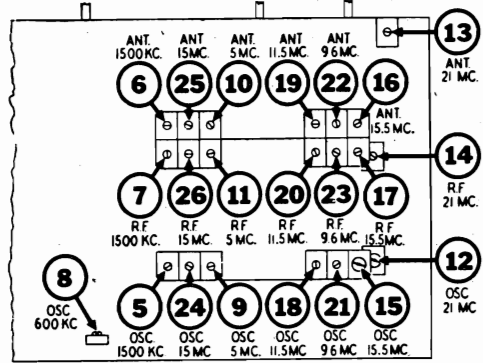 ANT. ANT. ANT. ANT. ANT
1500 KC. 15 MC. 5 MC. 11.5 MC. 9.6 MC.
13
ANT.
21 MC.
6 25 10 19 22 16
ANT.
15.5 MC.
14
R.F
21 MC.
7 26 11 20 23 17
R.F R.F R.F R.F R.F. R.F
1500 KC. 15 MC. 5 MC. 11.5 MC. 9.6 MC. 15.5 MC.
8
OSC
600 KC
12
OSC
21 MC
5 24 9 18 21 15
OSC OSC OSC OSC OSC OSC
1500 KC 15 MC 5 MC. 11.5 MC 9.6 MC 15.5 MC.